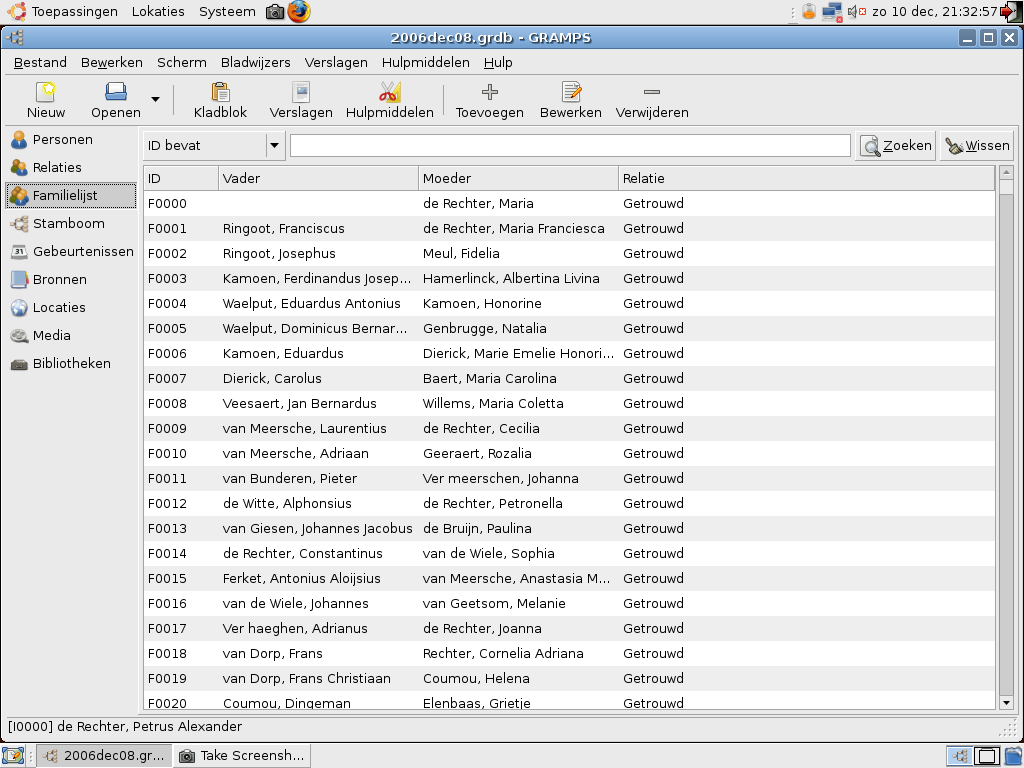 Toepassingen Lokaties Systeem zo 10 dec, 21:32:57
2006dec08.grdb - GRAMPS
Bestand Bewerken Scherm Bladwijzers Verslagen Hulpmiddelen Hulp
Nieuw Openen Kladblok Verslagen Hulpmiddelen Toevoegen Bewerken Verwijderen
Personen
Relaties
Familielijst
Stamboom
31 Gebeurtenissen
Bronnen
Locaties
Media
Bibliotheken
ID bevat Zoeken Wissen
ID Vader Moeder Relatie
F0000 de Rechter, Maria Getrouwd
F0001 Ringoot, Franciscus de Rechter, Maria Franciesca Getrouwd
F0002 Ringoot, Josephus Meul, Fidelia Getrouwd
F0003 Kamoen, Ferdinandus Josep... Hamerlinck, Albertina Livina Getrouwd
F0004 Waelput, Eduardus Antonius Kamoen, Honorine Getrouwd
F0005 Waelput, Dominicus Bernar... Genbrugge, Natalia Getrouwd
F0006 Kamoen, Eduardus Dierick, Marie Emelie Honori... Getrouwd
F0007 Dierick, Carolus Baert, Maria Carolina Getrouwd
F0008 Veesaert, Jan Bernardus Willems, Maria Coletta Getrouwd
F0009 van Meersche, Laurentius de Rechter, Cecilia Getrouwd
F0010 van Meersche, Adriaan Geeraert, Rozalia Getrouwd
F0011 van Bunderen, Pieter Ver meerschen, Johanna Getrouwd
F0012 de Witte, Alphonsius de Rechter, Petronella Getrouwd
F0013 van Giesen, Johannes Jacobus de Bruijn, Paulina Getrouwd
F0014 de Rechter, Constantinus van de Wiele, Sophia Getrouwd
F0015 Ferket, Antonius Aloijsius van Meersche, Anastasia M... Getrouwd
F0016 van de Wiele, Johannes van Geetsom, Melanie Getrouwd
F0017 Ver haeghen, Adrianus de Rechter, Joanna Getrouwd
F0018 van Dorp, Frans Rechter, Cornelia Adriana Getrouwd
F0019 van Dorp, Frans Christiaan Coumou, Helena Getrouwd
F0020 Coumou, Dingeman Elenbaas, Grietje Getrouwd
[I0000] de Rechter, Petrus Alexander
2006dec08.gr... Take Screensh...